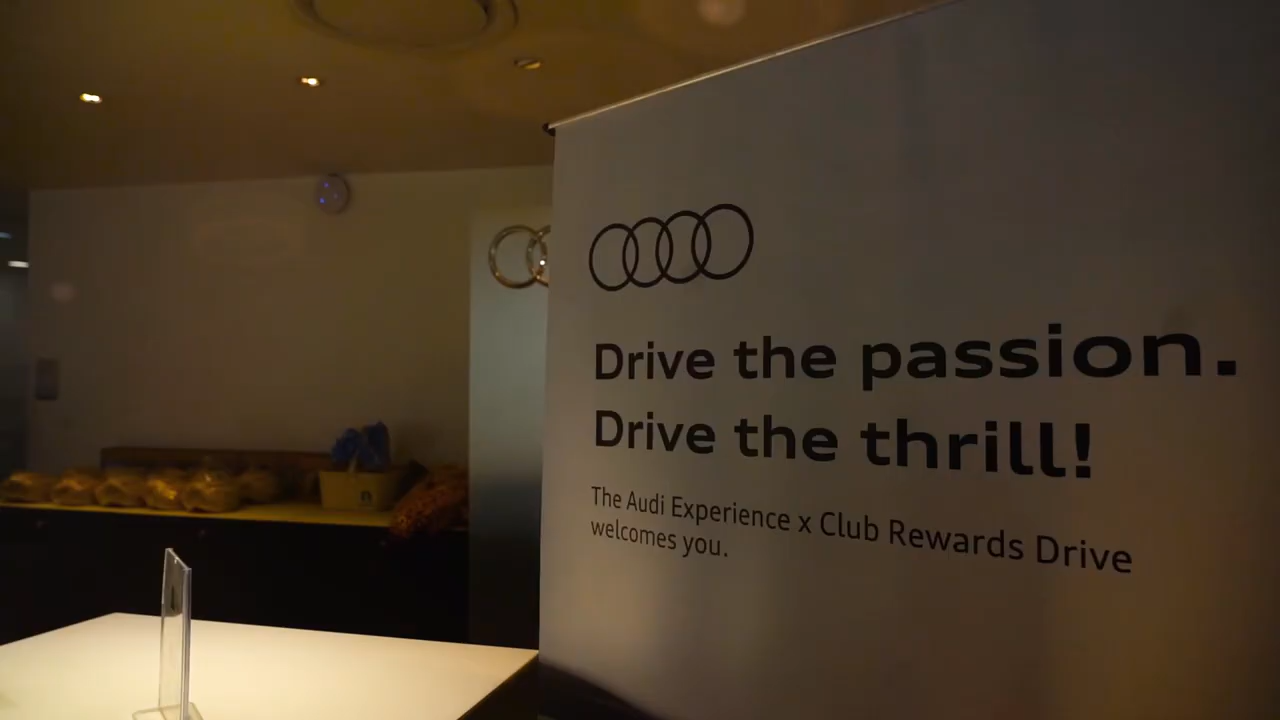 Drive the passion.
Drive the thrill!
The Audi Experience x Club Rewards Drive
welcomes you.